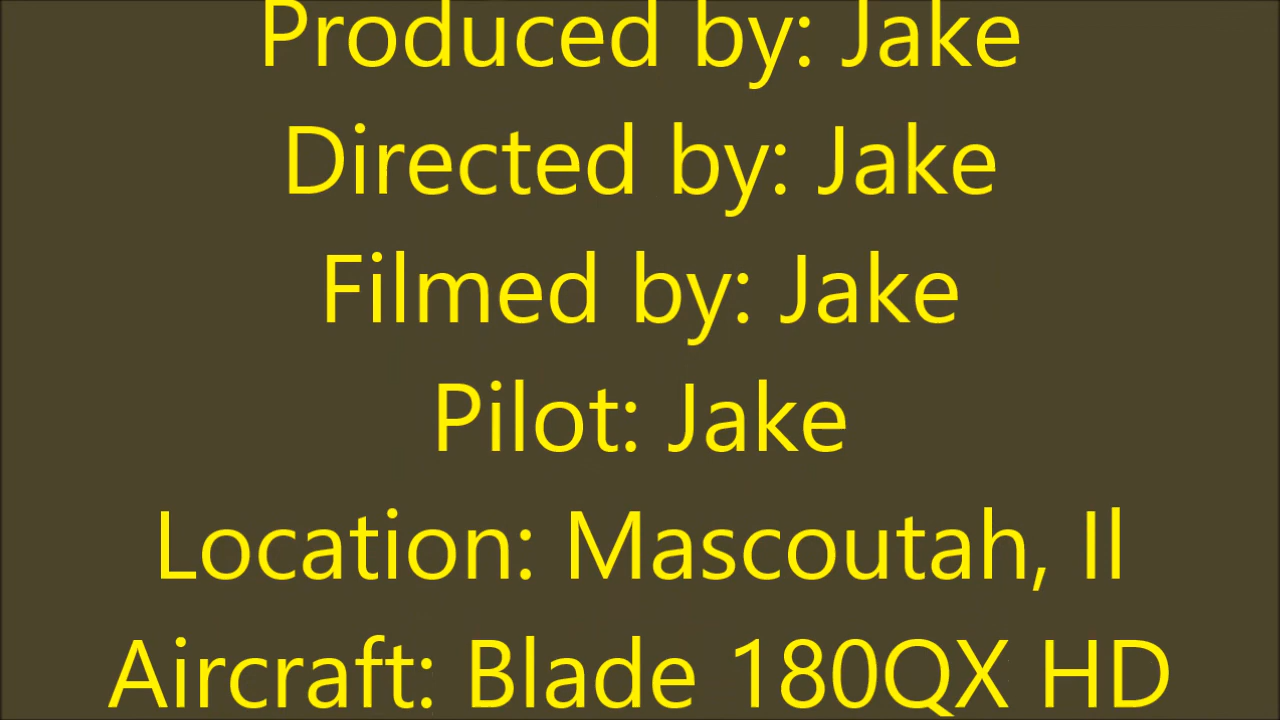 Produced by: Jake
Directed by: Jake
Filmed by: Jake
Pilot: Jake
Location: Mascoutah, Il
Aircraft: Blade 180QX HD